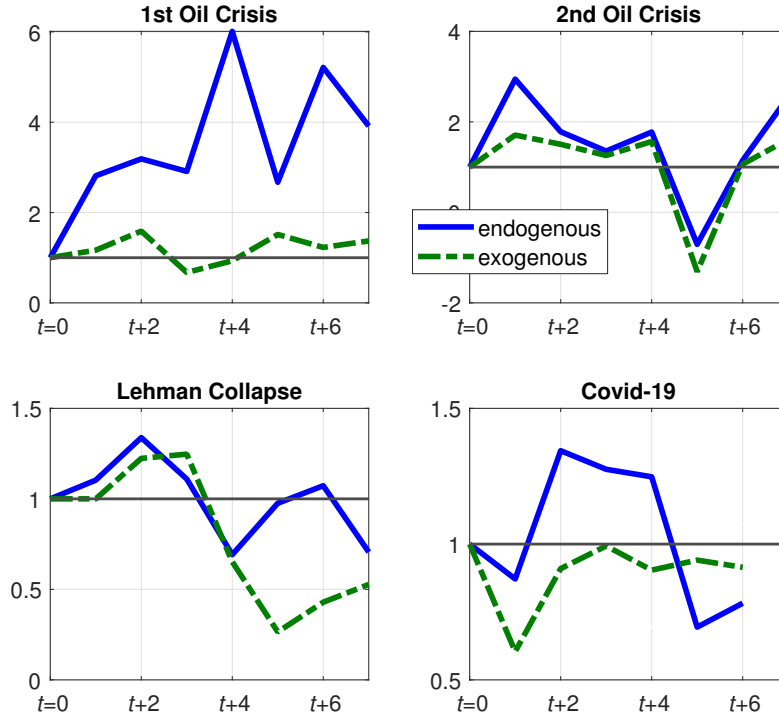 1st Oil Crisis
6
4
2
0
t=0 t+2 t+4 t+6
2nd Oil Crisis
4
2
0
-2
t=0 t+2 t+4 t+6
endogenous
exogenous
Lehman Collapse
1.5
1
0.5
0
t=0 t+2 t+4 t+6
Covid-19
1.5
1
0.5
t=0 t+2 t+4 t+6